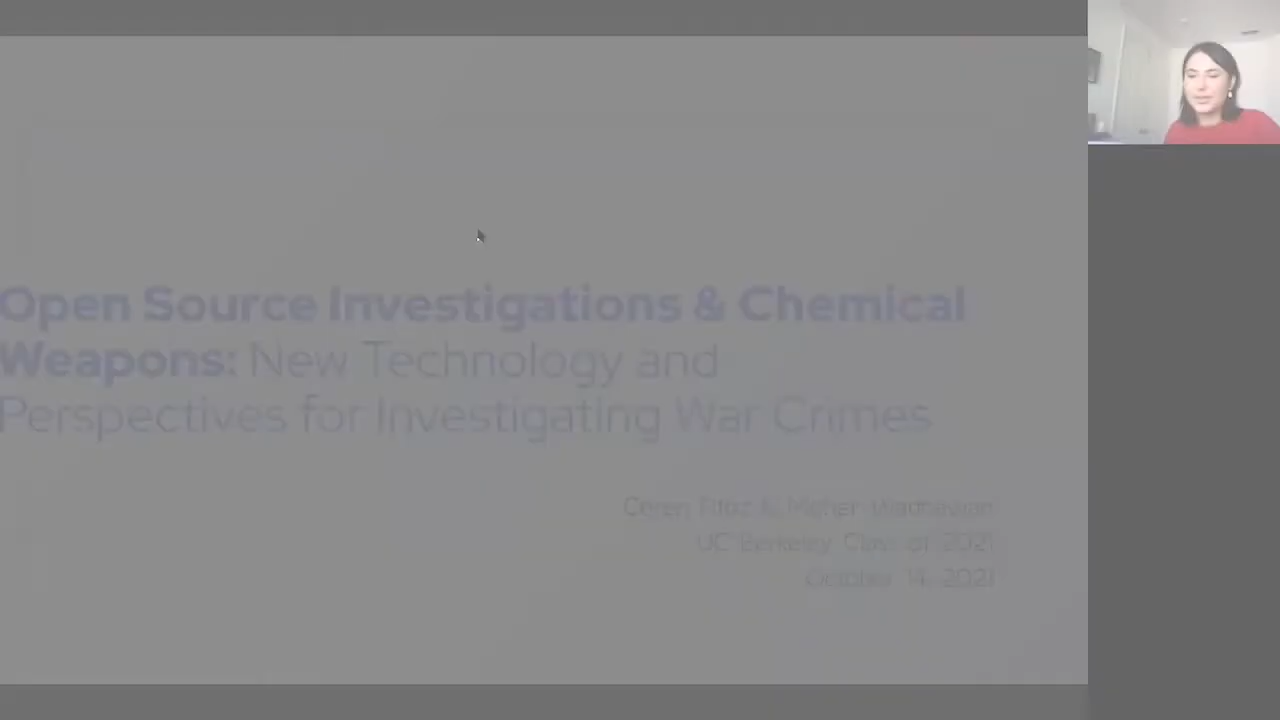 Open Source Investigations & Chemical
Weapons: New Technology and
Perspectives for Investigating War Crimes
Ceren &
UC Berkeley Class of 2021
October 14, 2021